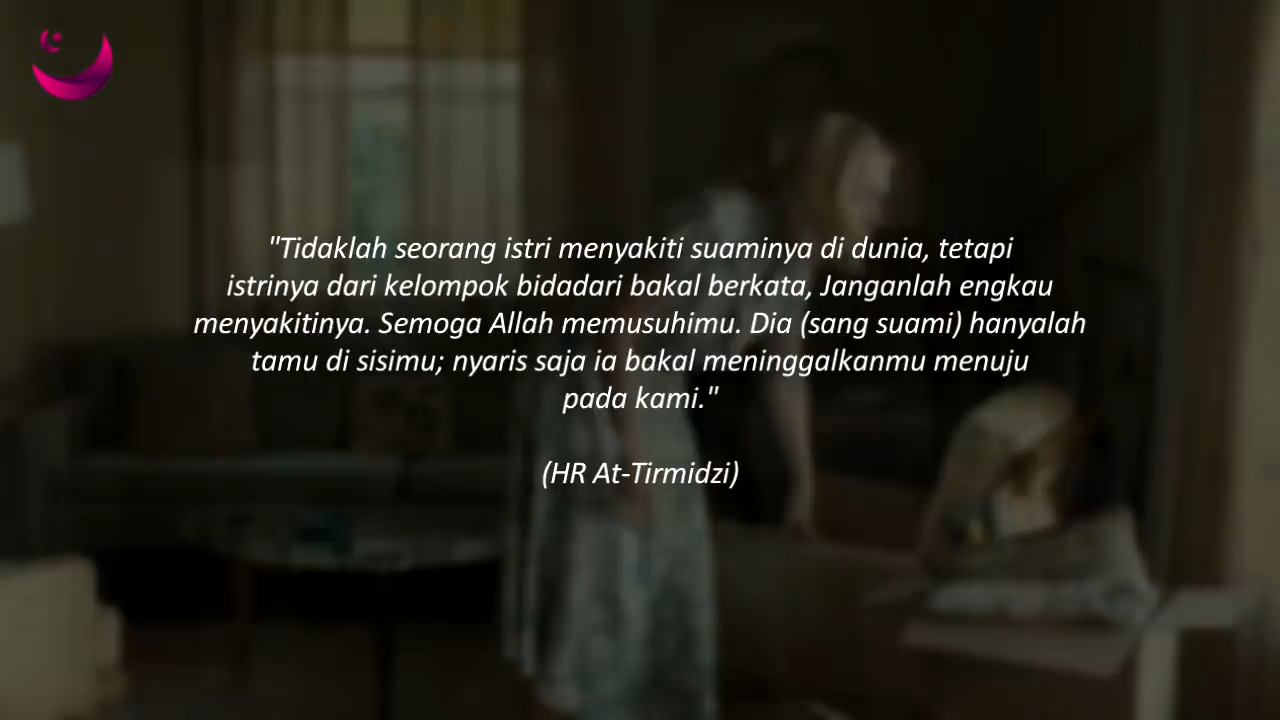 "Tidaklah seorang istri menyakiti suaminya di dunia, tetapi
istrinya dari kelompok bidadari bakal berkata, Janganlah engkau
menyakitinya. Semoga Allah memusuhimu. Dia (sang suami) hanyalah
tamu di sisimu; nyaris saja ia bakal meninggalkanmu menuju
pada kami."
(HR At-Tirmidzi)